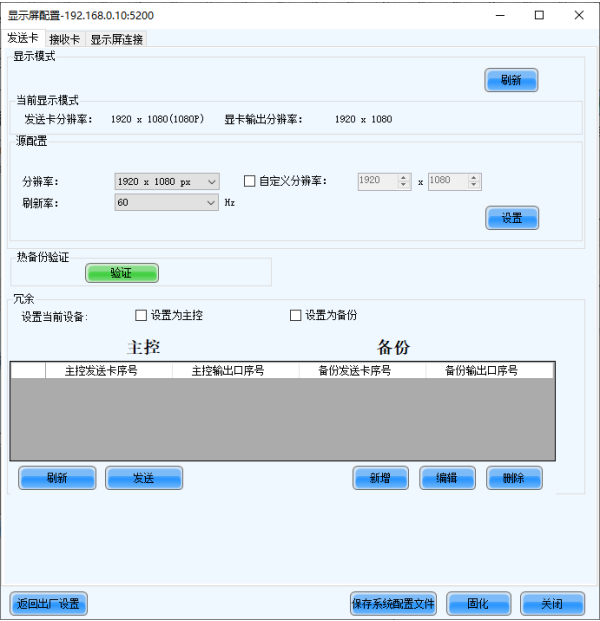 显示屏配置-192.168.0.10:5200
发送卡 接收卡 显示屏连接
显示模式
刷新
当前显示模式
发送卡分辨率： 1920 x 1080(1080P) 显卡输出分辨率： 1920 x 1080
源配置
分辨率： 1920 x 1080 px 自定义分辨率： 1920 x 1080
刷新率： 60 Hz
设置
热备份验证
验证
冗余
设置当前设备： 设置为主控 设置为备份
主控 备份
主控发送卡序号 主控输出口序号 备份发送卡序号 备份输出口序号
刷新 发送 新增 编辑 删除
返回出厂设置 保存系统配置文件 固化 关闭